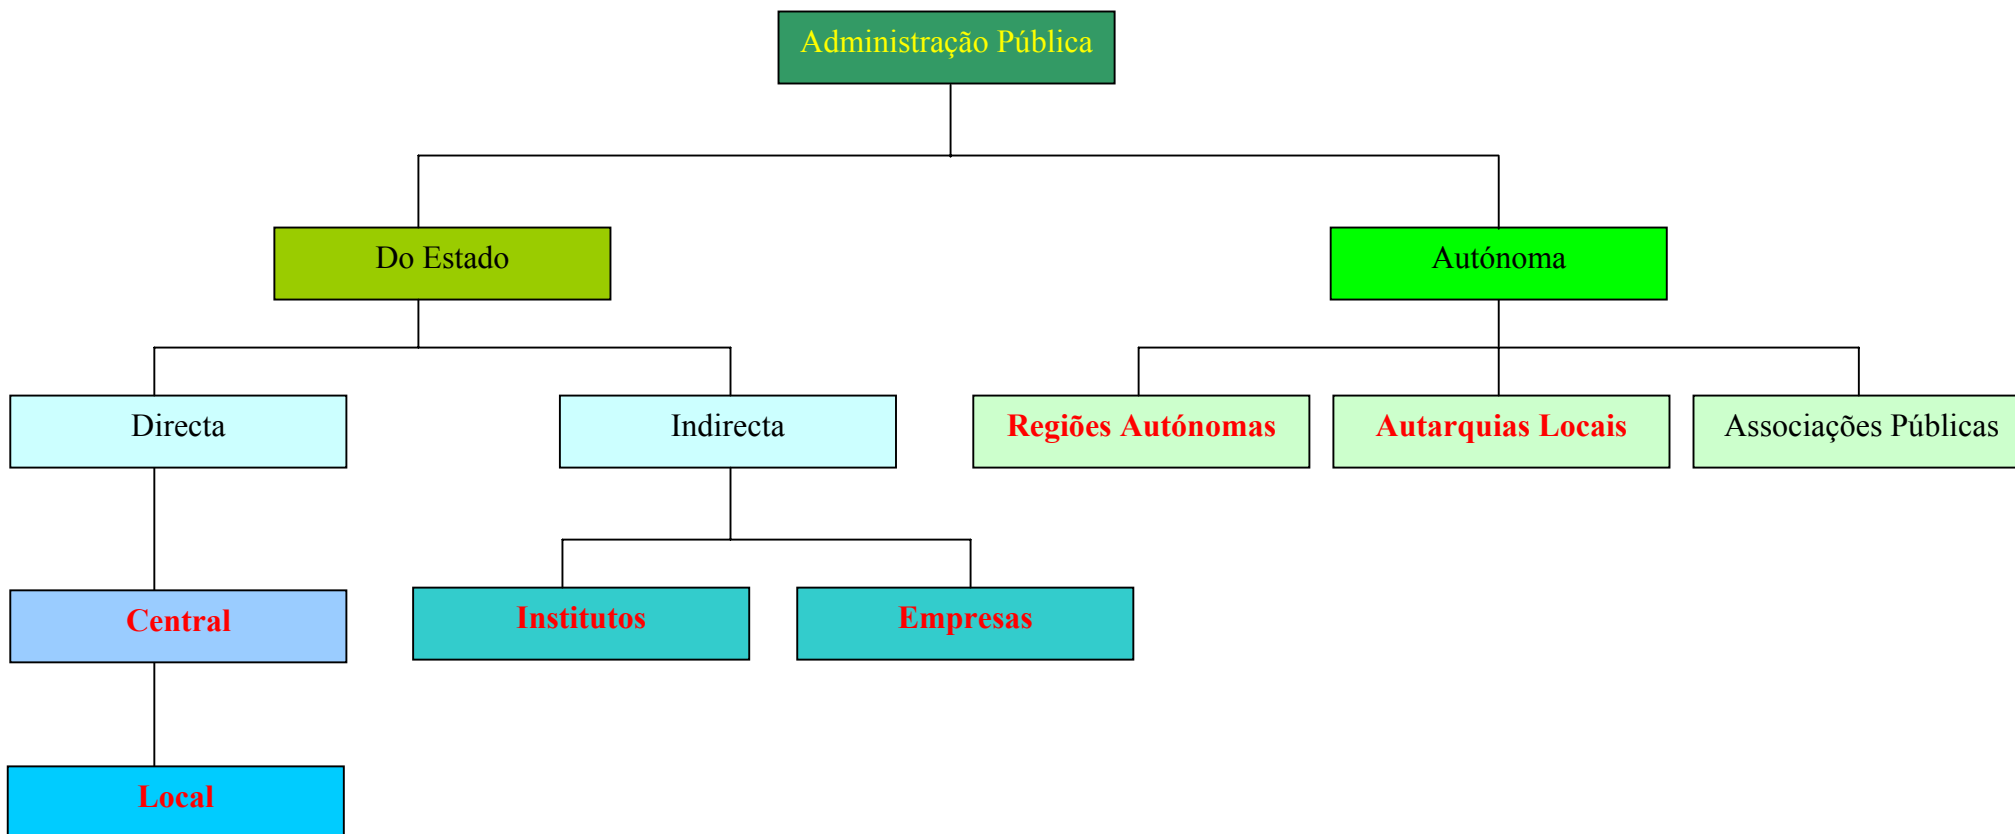 Administração Pública
Do Estado
Autónoma
Directa
Indirecta
Regiões Autónomas
Autarquias Locais
Associações Públicas
Central
Institutos
Empresas
Local